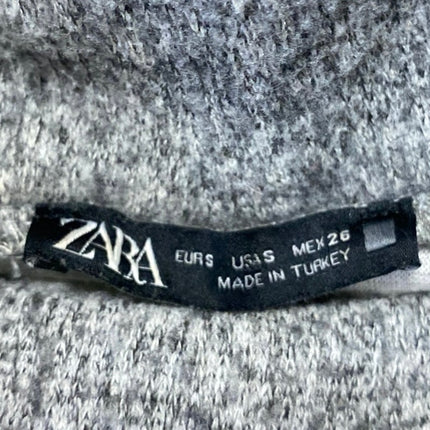 ZARA
EUR S USA S MEX 26
MADE IN TURKEY